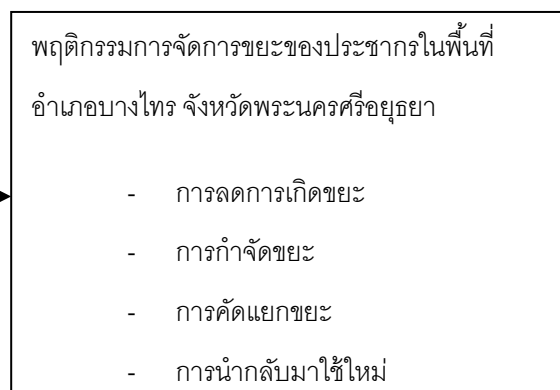 พฤติกรรมการจัดการขยะของประชากรในพื้นที่
อำเภอบางไทร จังหวัดพระนครศรีอยุธยา
- การลดการเกิดขยะ
- การกำจัดขยะ
- การคัดแยกขยะ
- การนำกลับมาใช้ใหม่